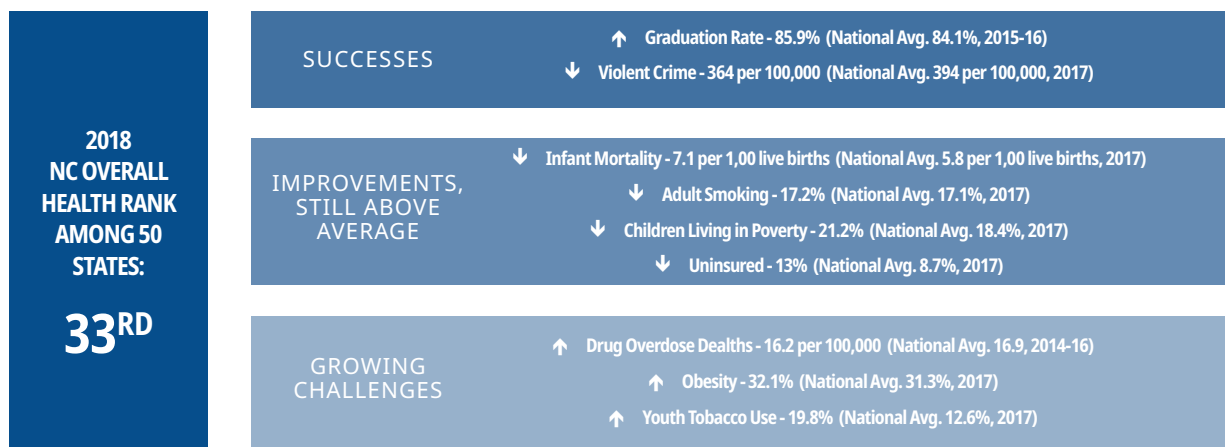 2018
NC OVERALL
HEALTH RANK
AMONG 50
STATES:
33RD
SUCCESSES
↑ Graduation Rate - 85.9% (National Avg. 84.1%, 2015-16)
↓ Violent Crime - 364 per 100,000 (National Avg. 394 per 100,000, 2017)
IMPROVEMENTS,
STILL ABOVE
AVERAGE
↓ Infant Mortality - 7.1 per 1,00 live births (National Avg. 5.8 per 1,00 live births, 2017)
↓ Adult Smoking - 17.2% (National Avg. 17.1%, 2017)
↓ Children Living in Poverty - 21.2% (National Avg. 18.4%, 2017)
↓ Uninsured - 13% (National Avg. 8.7%, 2017)
GROWING
CHALLENGES
↑ Drug Overdose Dealths - 16.2 per 100,000 (National Avg. 16.9, 2014-16)
↑ Obesity - 32.1% (National Avg. 31.3%, 2017)
↑ Youth Tobacco Use - 19.8% (National Avg. 12.6%, 2017)